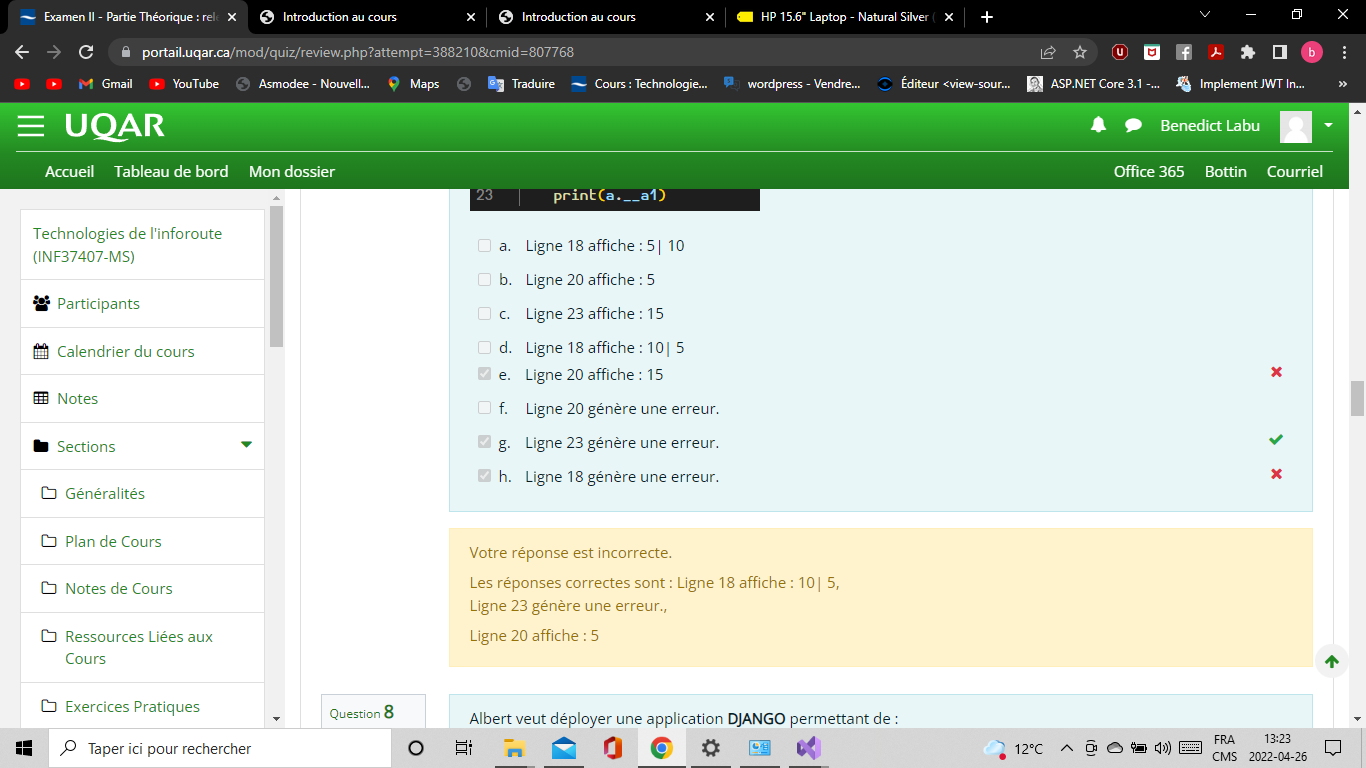 Examen II - Partie Théorique : rel
Introduction au cours
Introduction au cours
HP 15.6" Laptop - Natural Silver (
portail.uqar.ca/mod/quiz/review.php?attempt=388210&cmid=807768
b
Gmail
YouTube
Asmodee - Nouvell...
Maps
Traduire
Cours : Technologie...
wordpress - Vendre...
Éditeur <view-sour...
ASP.NET Core 3.1 -...
Implement JWT In...
»
UQAR
Benedict Labu
Accueil
Tableau de bord
Mon dossier
Office 365
Bottin
Courriel
Technologies de l'inforoute
(INF37407-MS)
Participants
Calendrier du cours
Notes
Sections
Généralités
Plan de Cours
Notes de Cours
Ressources Liées aux
Cours
Exercices Pratiques
23 print(a.__a1)
a. Ligne 18 affiche : 5| 10
b. Ligne 20 affiche : 5
c. Ligne 23 affiche : 15
d. Ligne 18 affiche : 10| 5
e. Ligne 20 affiche : 15
f. Ligne 20 génère une erreur.
g. Ligne 23 génère une erreur.
h. Ligne 18 génère une erreur.
Votre réponse est incorrecte.
Les réponses correctes sont : Ligne 18 affiche : 10| 5,
Ligne 23 génère une erreur.,
Ligne 20 affiche : 5
Question 8
Albert veut déployer une application DJANGO permettant de :
Taper ici pour rechercher
12°C
FRA
CMS
13:23
2022-04-26